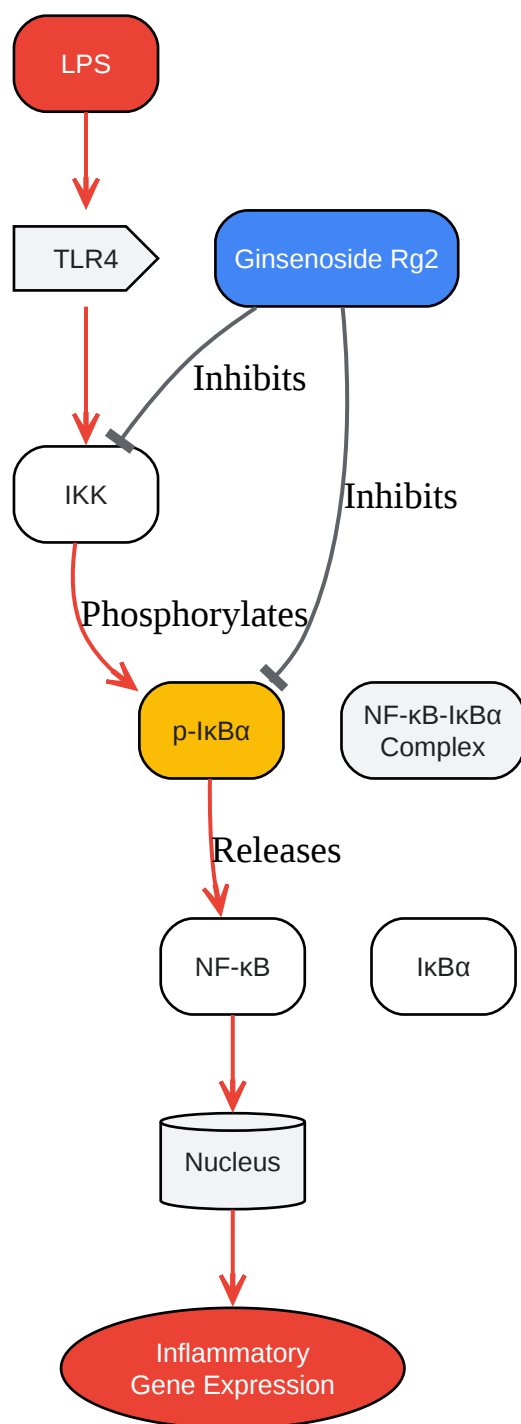 LPS
TLR4
Ginsenoside Rg2
Inhibits
IKK
Inhibits
Phosphorylates
p-IκBα
NF-κB-IκBα
Complex
Releases
NF-κB
IκBα
Nucleus
Inflammatory
Gene Expression